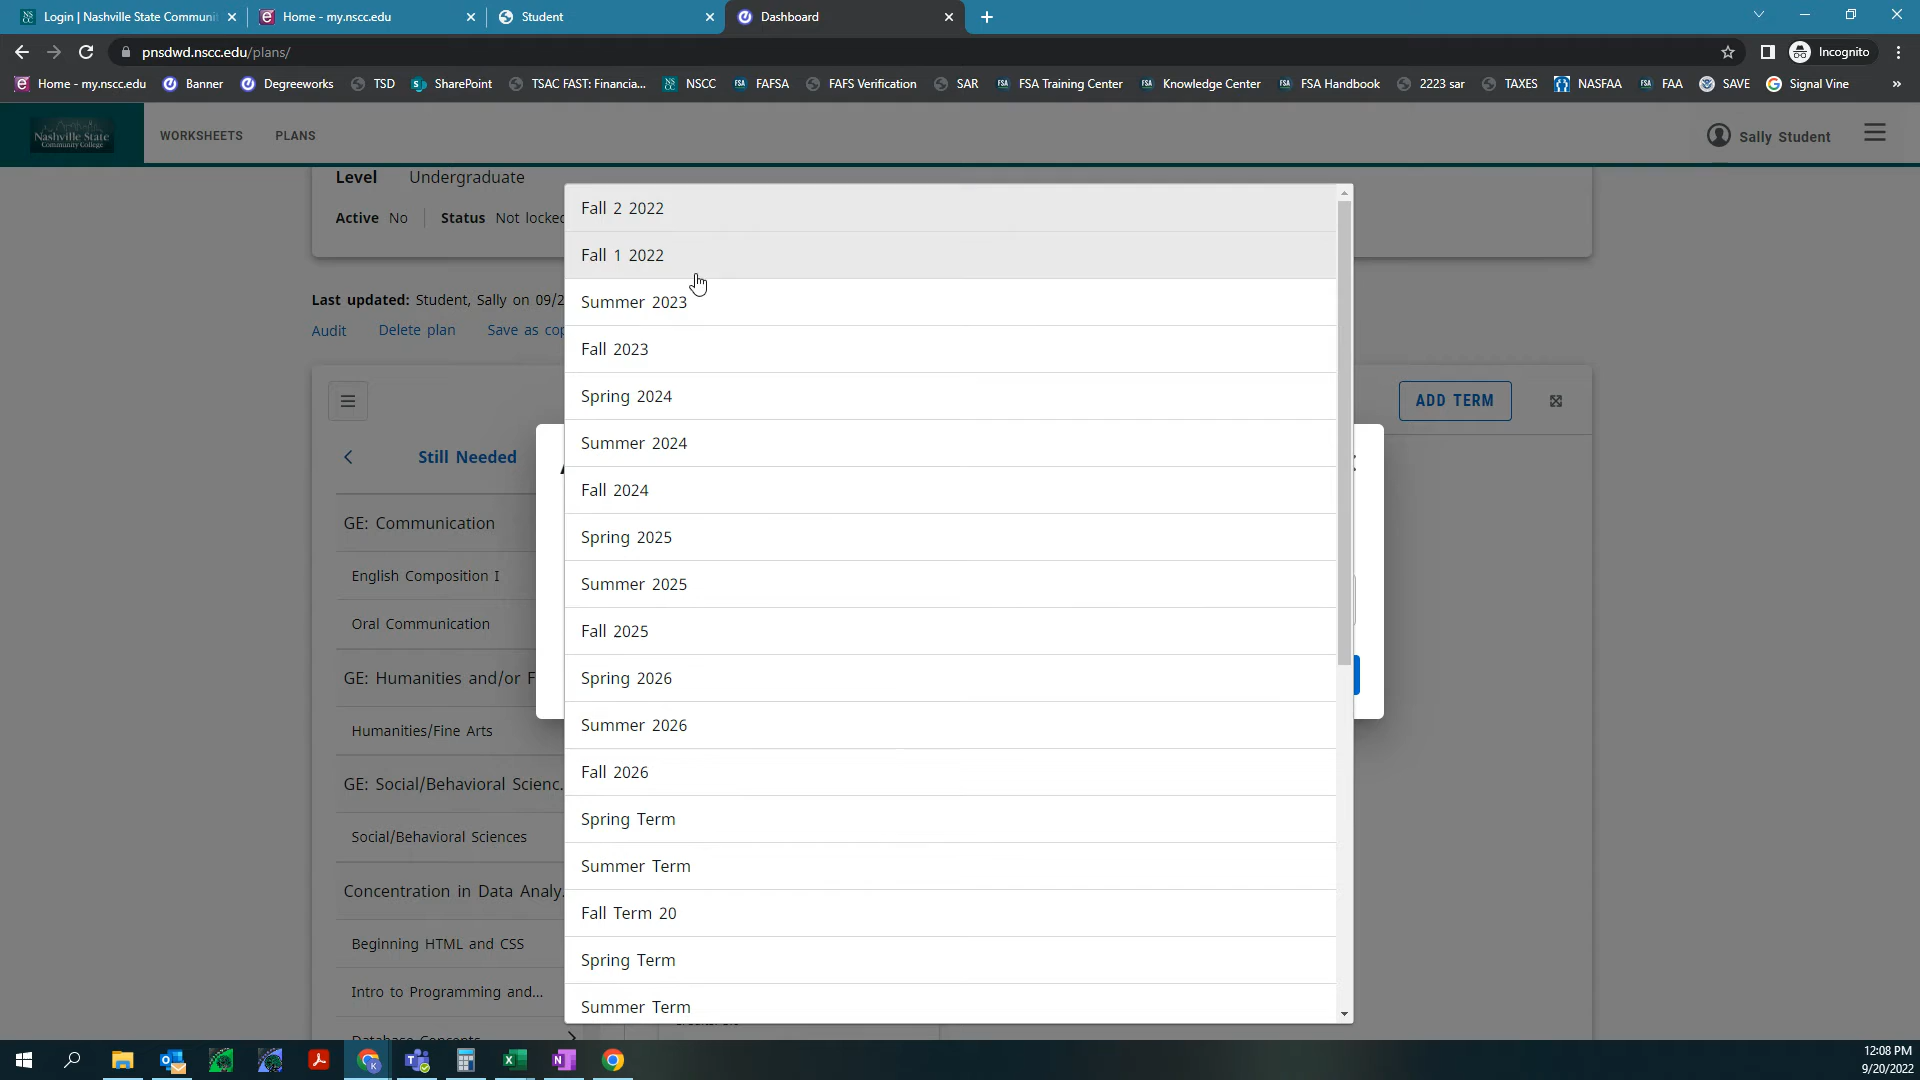 Login | Nashville State Communi
Home - my.nscc.edu
Student
Dashboard
pnsdwd.nscc.edu/plans/
Incognito
Home - my.nscc.edu
Banner
Degreeworks
TSD
SharePoint
TSAC FAST: Financia...
NSCC
FAFSA
FAFS Verification
SAR
FSA Training Center
Knowledge Center
FSA Handbook
2223 sar
TAXES
NASFAA
FAA
SAVE
Signal Vine
Nashville State
Community College
WORKSHEETS
PLANS
Sally Student
Level Undergraduate
Active No
Status Not locked
Last updated: Student, Sally on 09/2
Audit
Delete plan
Save as cop
ADD TERM
Still Needed
GE: Communication
English Composition I
Oral Communication
GE: Humanities and/or F
Humanities/Fine Arts
GE: Social/Behavioral Scienc...
Social/Behavioral Sciences
Concentration in Data Analy...
Beginning HTML and CSS
Intro to Programming and...
Database Concepts
Fall 2 2022
Fall 1 2022
Summer 2023
Fall 2023
Spring 2024
Summer 2024
Fall 2024
Spring 2025
Summer 2025
Fall 2025
Spring 2026
Summer 2026
Fall 2026
Spring Term
Summer Term
Fall Term 20
Spring Term
Summer Term
12:08 PM
9/20/2022